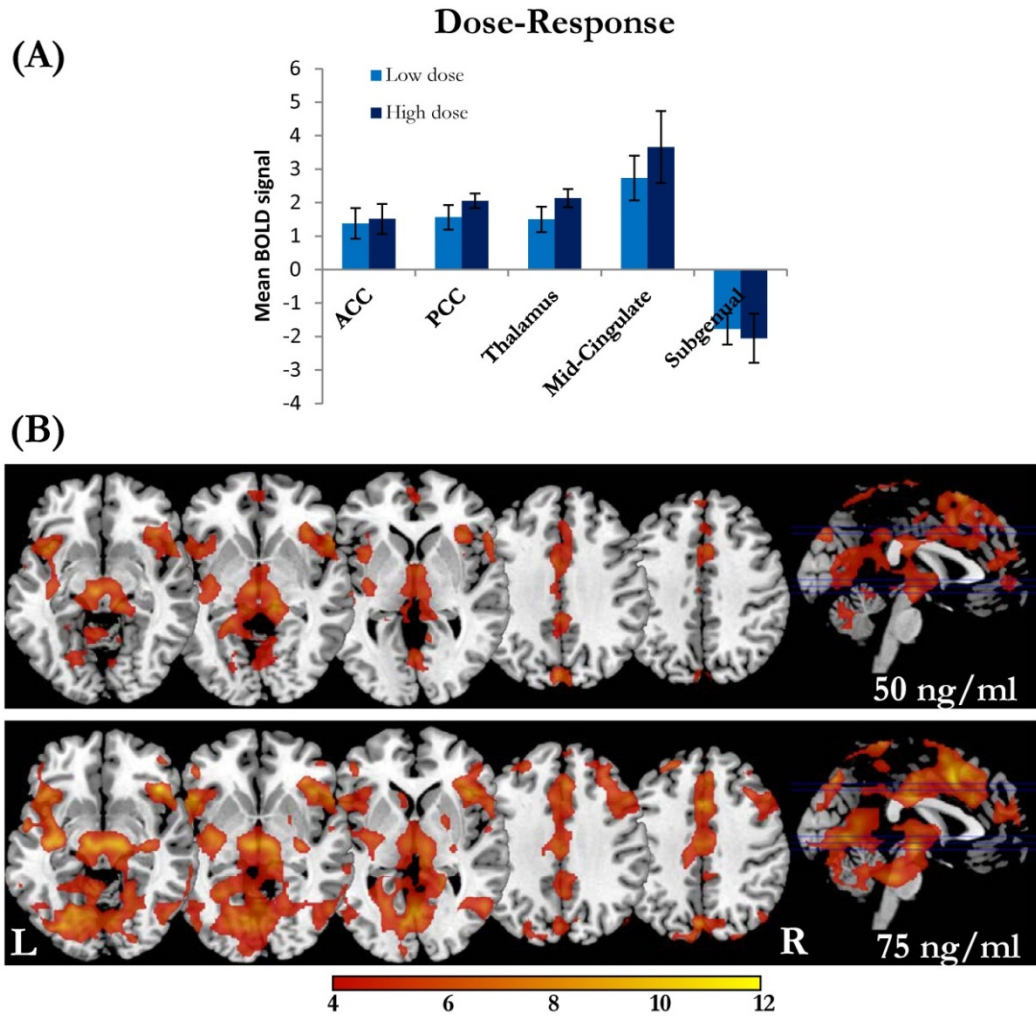 Dose-Response
(A)
Mean BOLD signal
6
5
4
3
2
1
0
-1
-2
-3
-4
Low dose
High dose
ACC
PCC
Thalamus
Mid-Cingulate
Subgenual
(B)
50 ng/ml
L
R
75 ng/ml
4
6
8
10
12